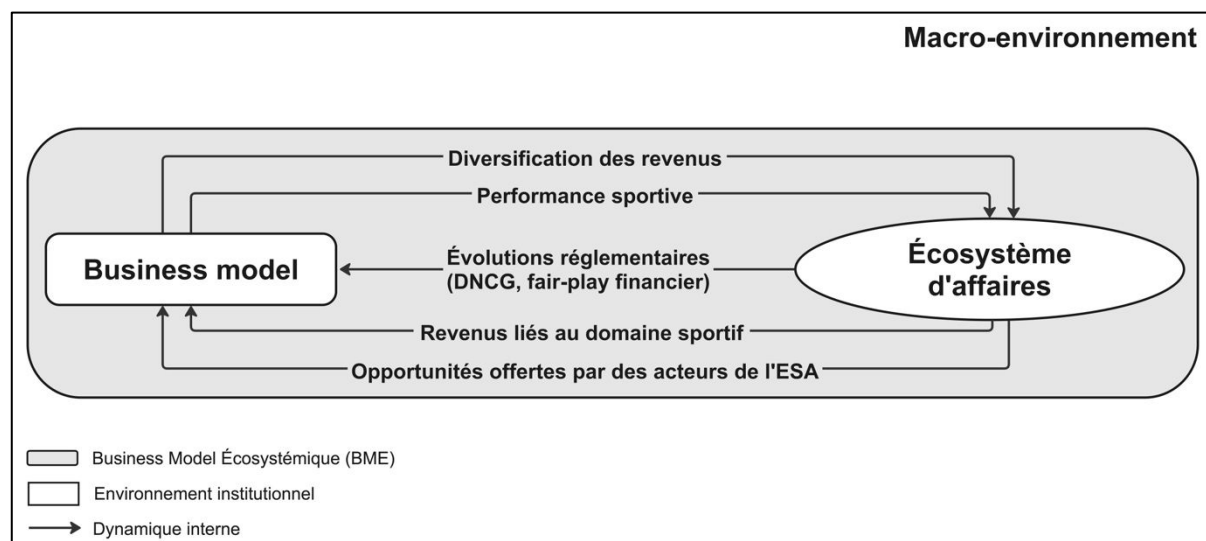 Macro-environnement
Diversification des revenus
Performance sportive
Business model
Évolutions réglementaires
(DNCG, fair-play financier)
Écosystème
d'affaires
Revenus liés au domaine sportif
Opportunités offertes par des acteurs de l'ESA
Business Model Écosystémique (BME)
Environnement institutionnel
Dynamique interne